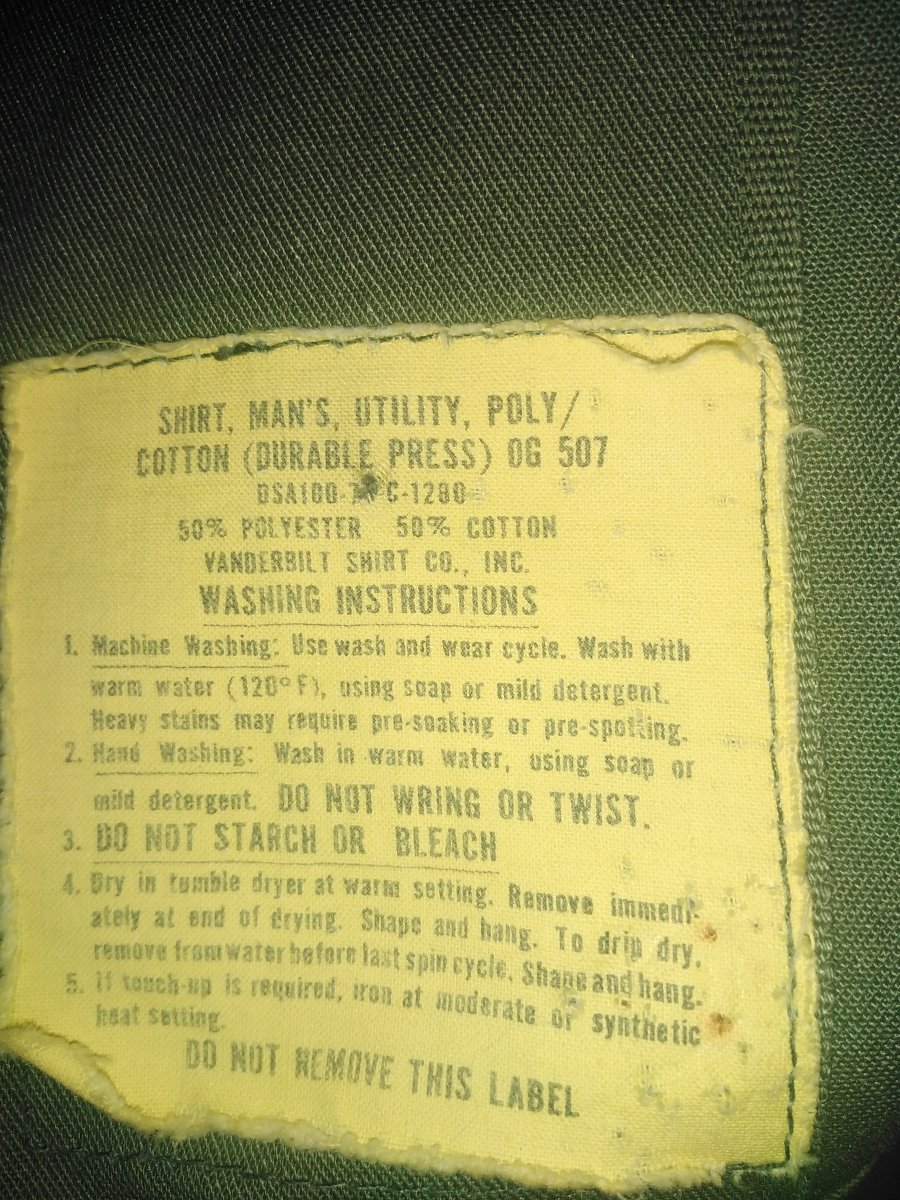 SHIRT, MAN'S, UTILITY, POLY/
COTTON (DURABLE PRESS) OG 507
50% POLYESTER 50% COTTON
VANDERBILT SHIRT CO., INC.
WASHING INSTRUCTIONS
1. Machine Washing: Use wash and wear cycle. Wash with
warm water (120° F), using soap or mild detergent.
Heavy stains may require pre-soaking or pre-spotting.
2. Hand Washing: Wash in warm water, using soap or
mild detergent. DO NOT WRING OR TWIST.
3. DO NOT STARCH OR BLEACH
4. Dry in tumble dryer at warm setting. Remove immedi-
ately at end of drying. Shape and hang. To drip dry,
remove from water before last spin cycle. Shape and hang.
5. If touch-up is required, iron at moderate or synthetic
heat setting.
DO NOT REMOVE THIS LABEL